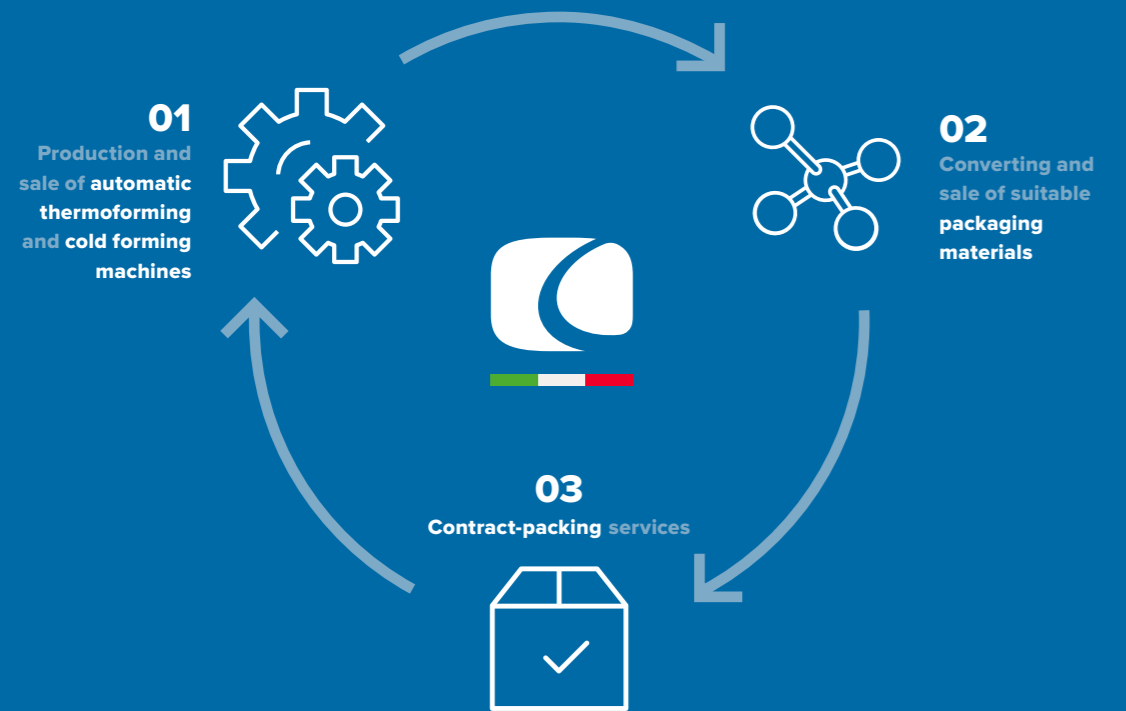 01
Production and
sale of automatic
thermoforming
and cold forming
machines
02
Converting and
sale of suitable
packaging
materials
03
Contract-packing services